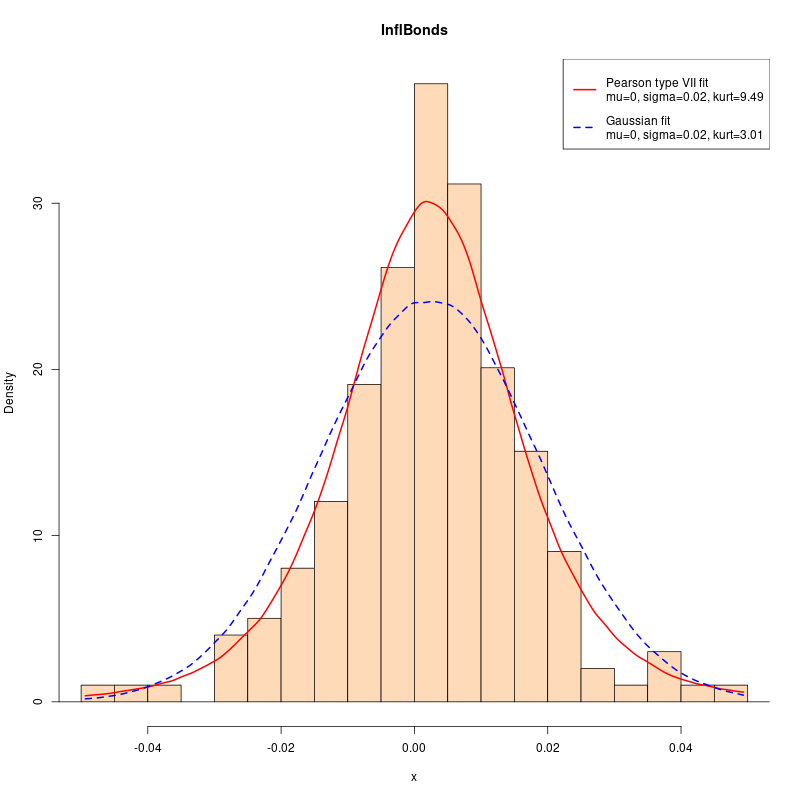 InflBonds
Pearson type VII fit
mu=0, sigma=0.02, kurt=9.49
Gaussian fit
mu=0, sigma=0.02, kurt=3.01
Density
30
20
10
0
-0.04 -0.02 0.00 0.02 0.04
x